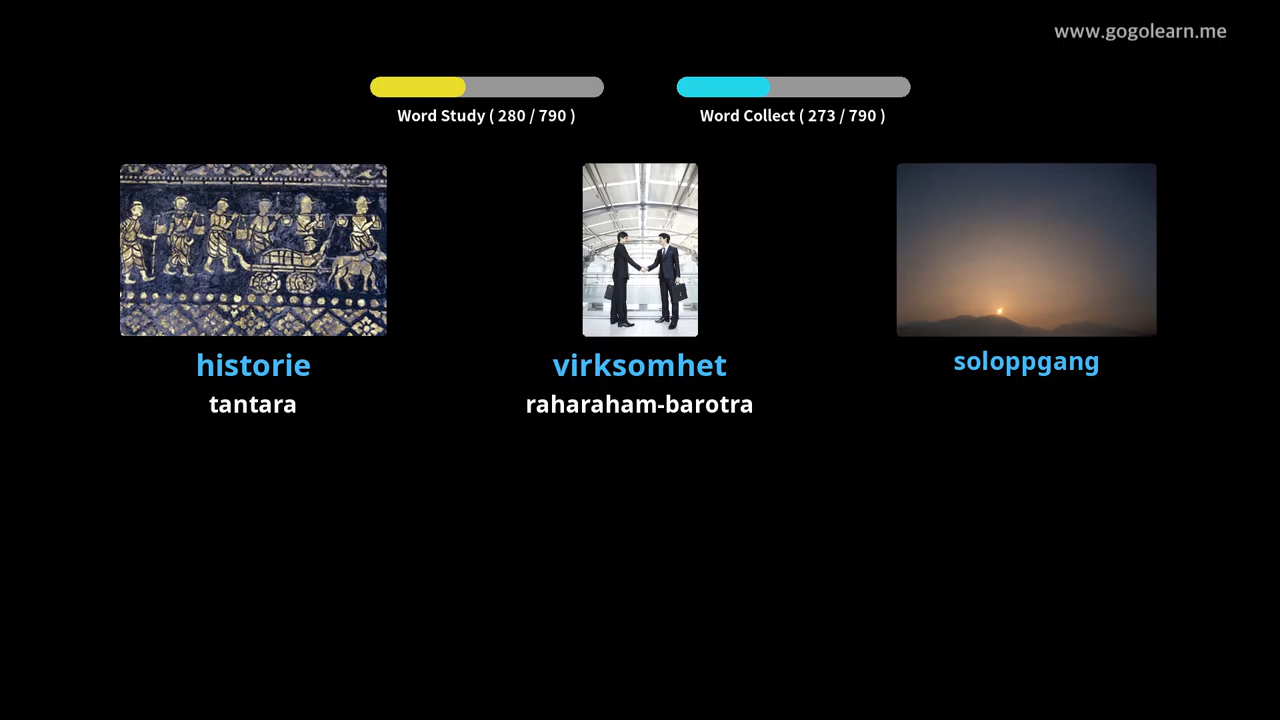 www.gogolearn.me
Word Study ( 280 / 790 )
Word Collect ( 273 / 790 )
historie
tantara
virksomhet
raharaham-barotra
soloppgang